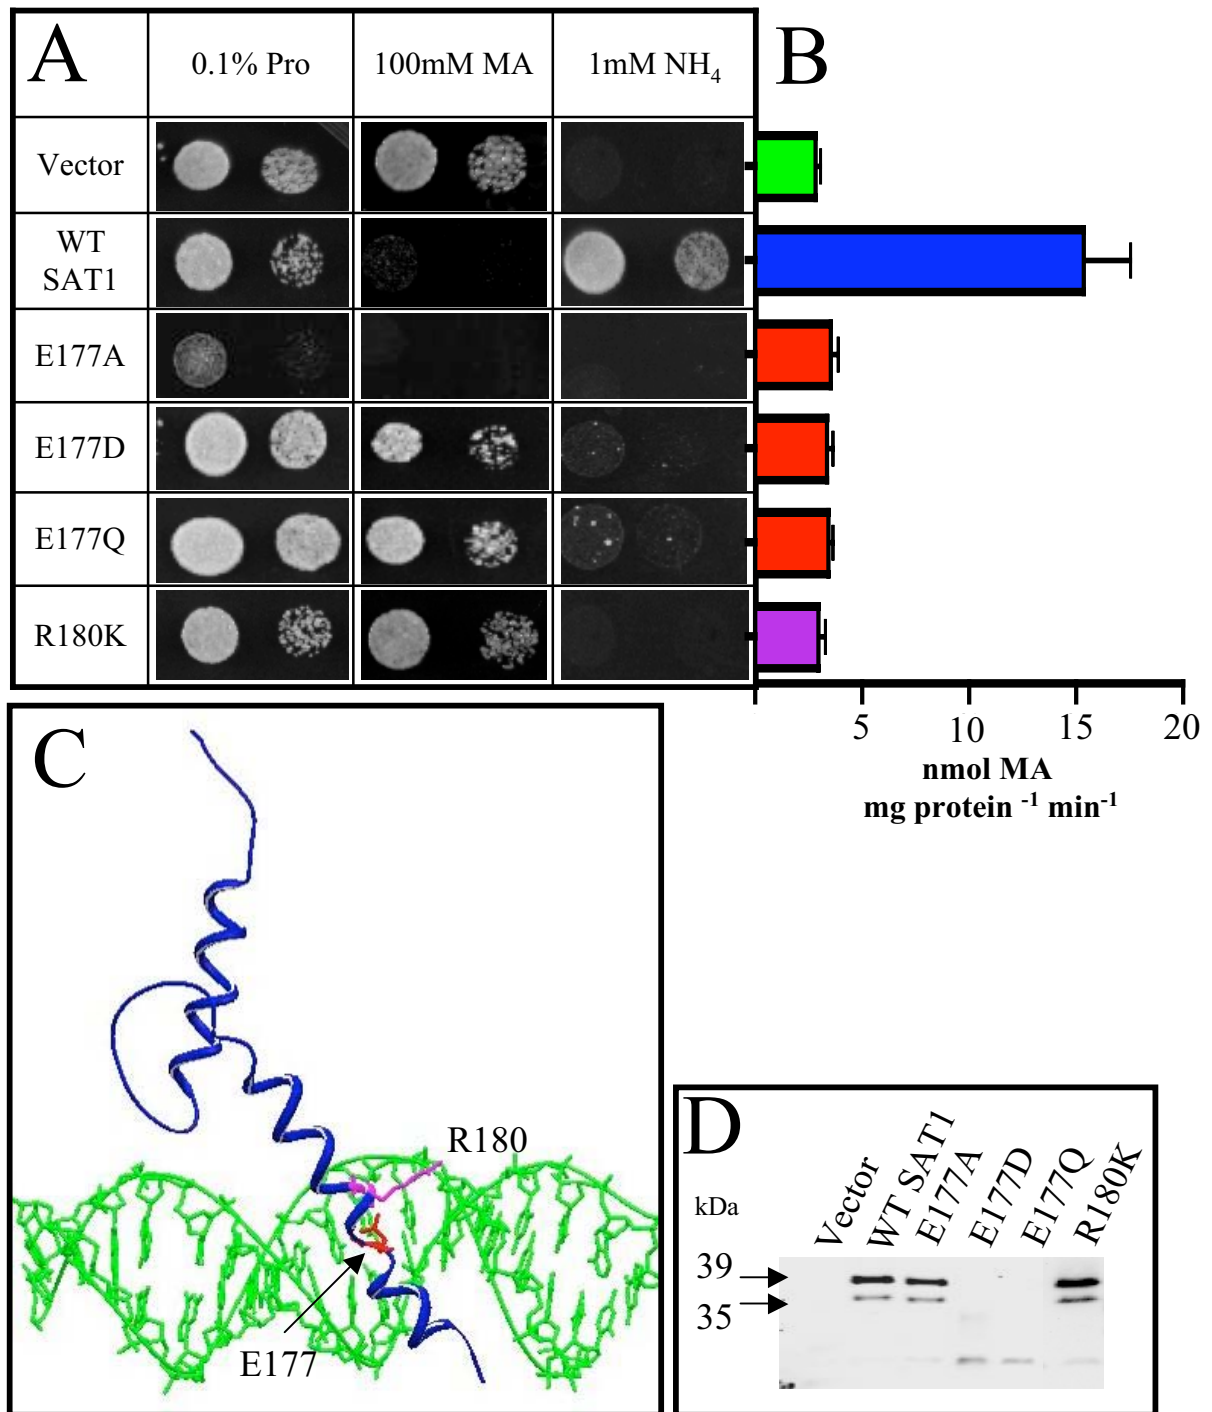 A
0.1% Pro
100mM MA
1mM NH4
B
Vector
WT
SAT1
E177A
E177D
E177Q
R180K
5
10
15
20
nmol MA
mg protein -1 min-1
C
R180
E177
D
kDa
Vector
WT SAT1
E177A
E177D
E177Q
R180K
39
35